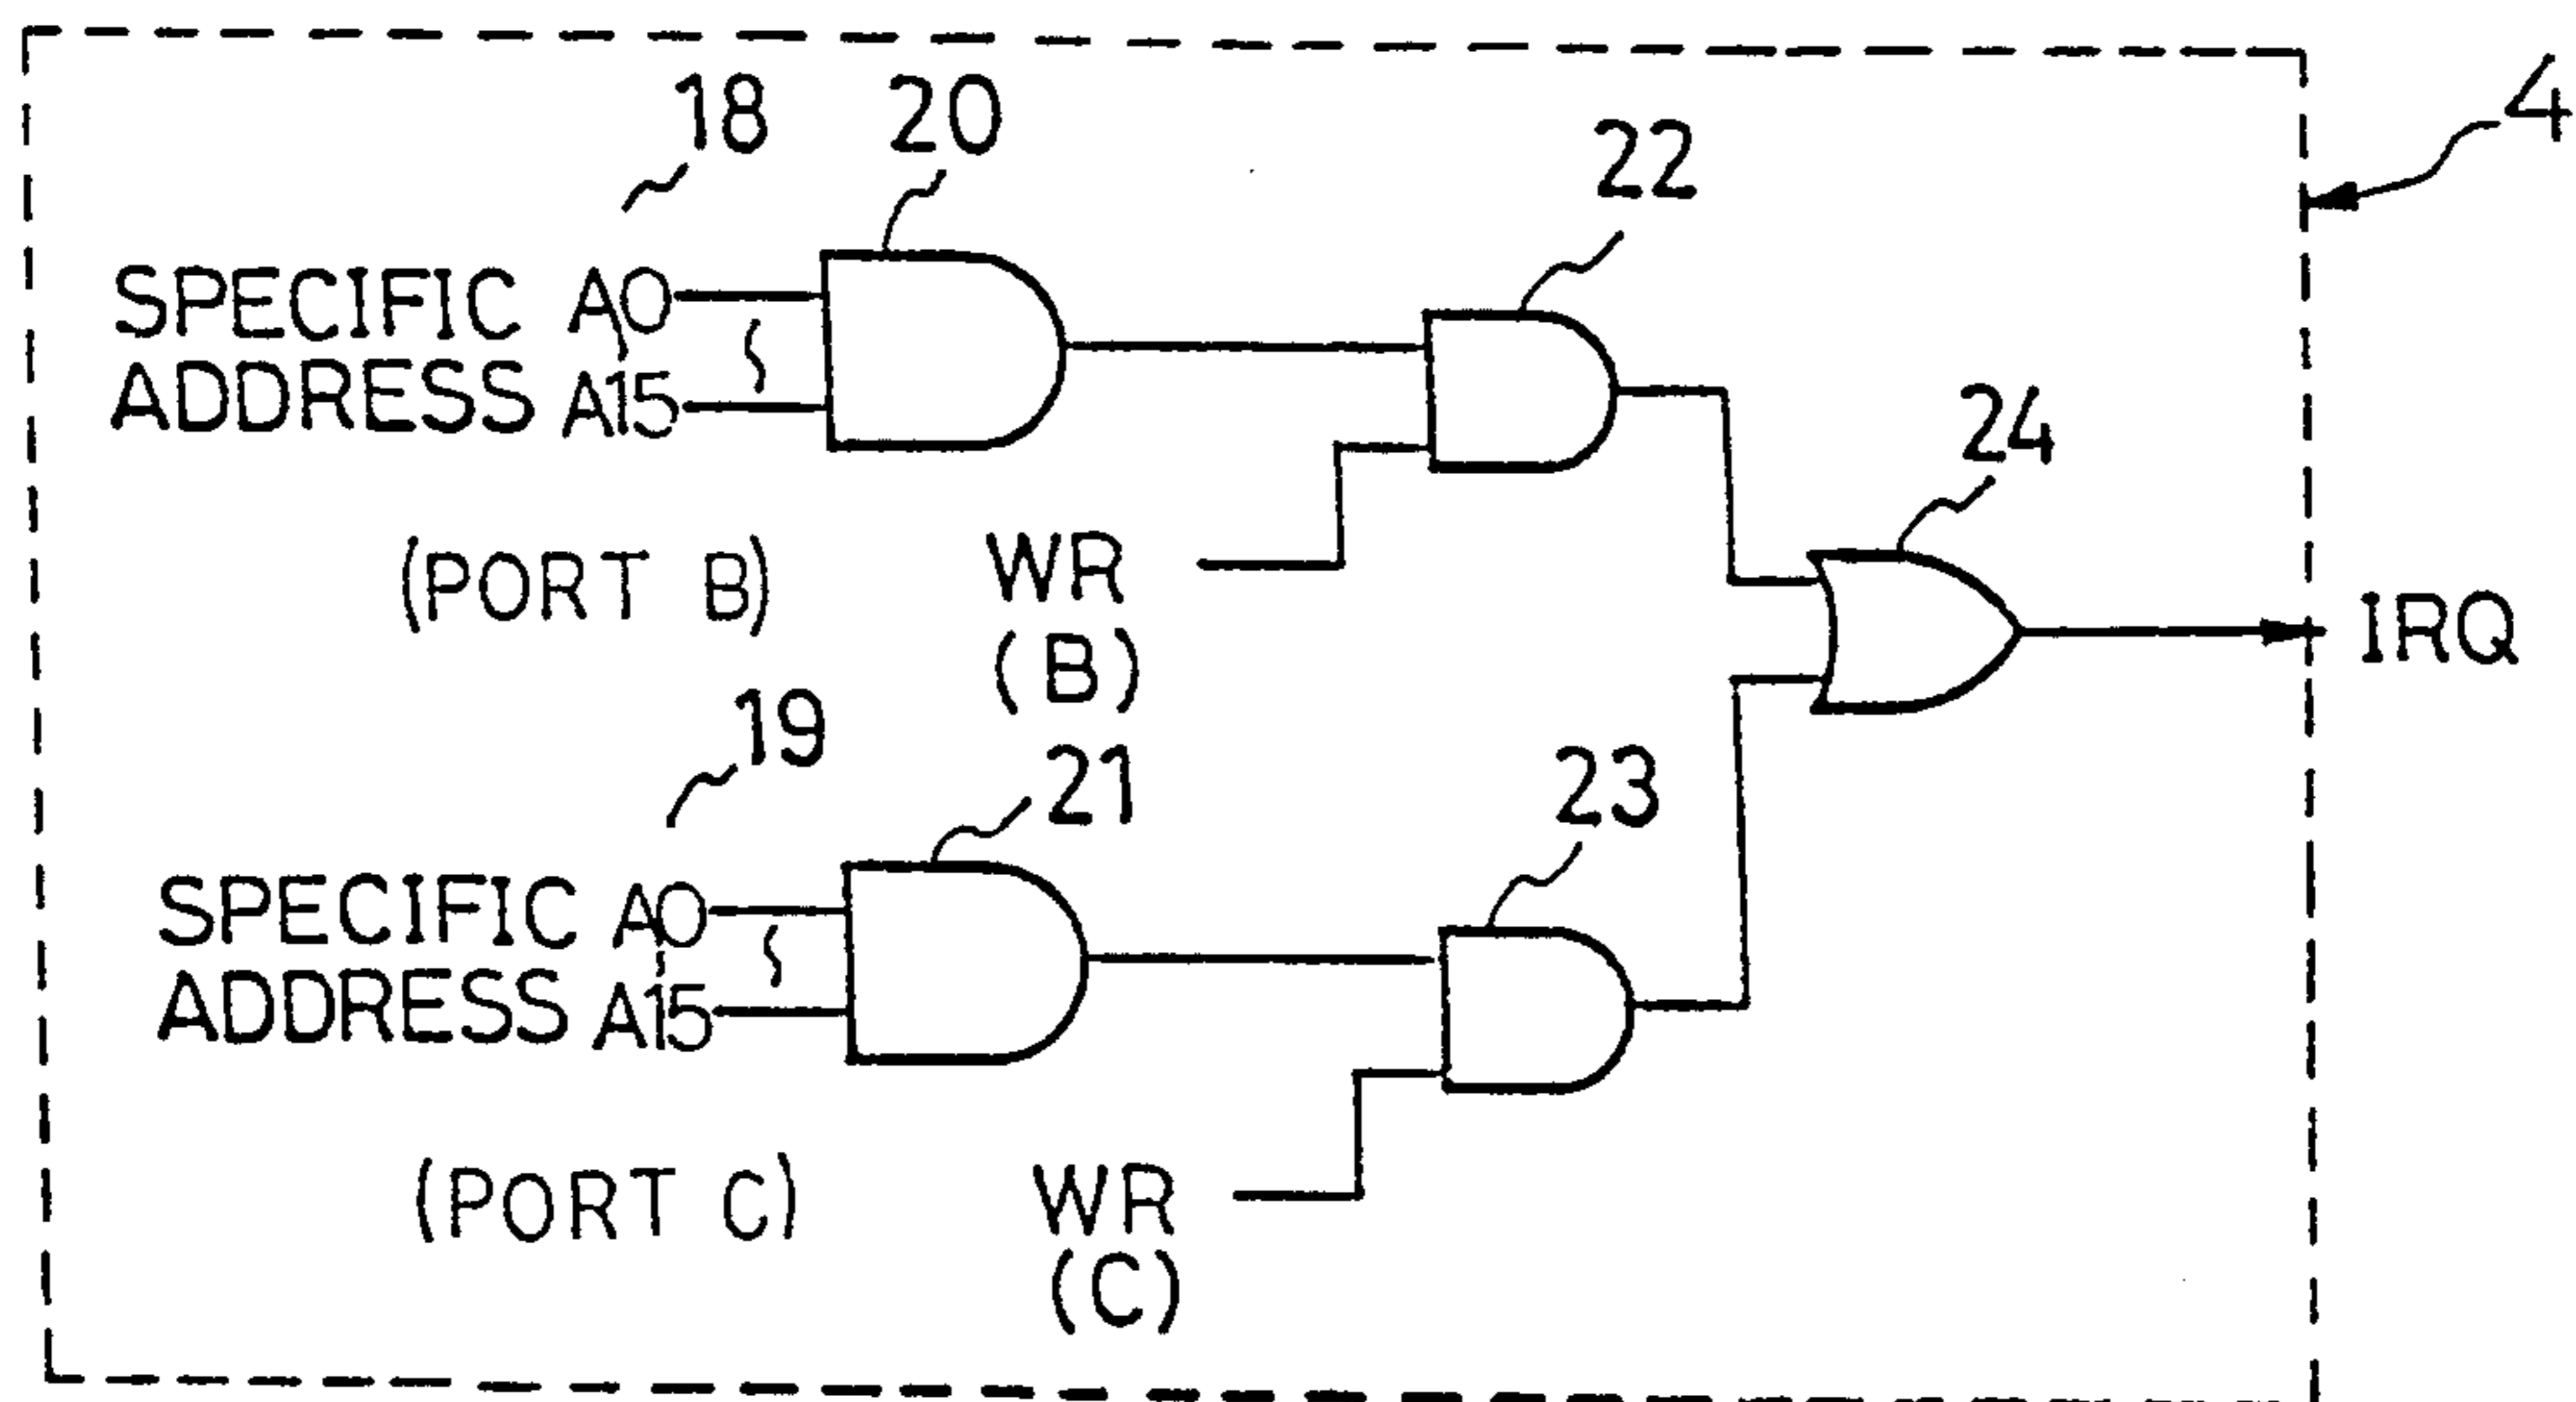 4
18
20
22
SPECIFIC A0
ADDRESS A15
24
(PORT B)
WR
(B)
IRQ
19
21
23
SPECIFIC A0
ADDRESS A15
(PORT C)
WR
(C)